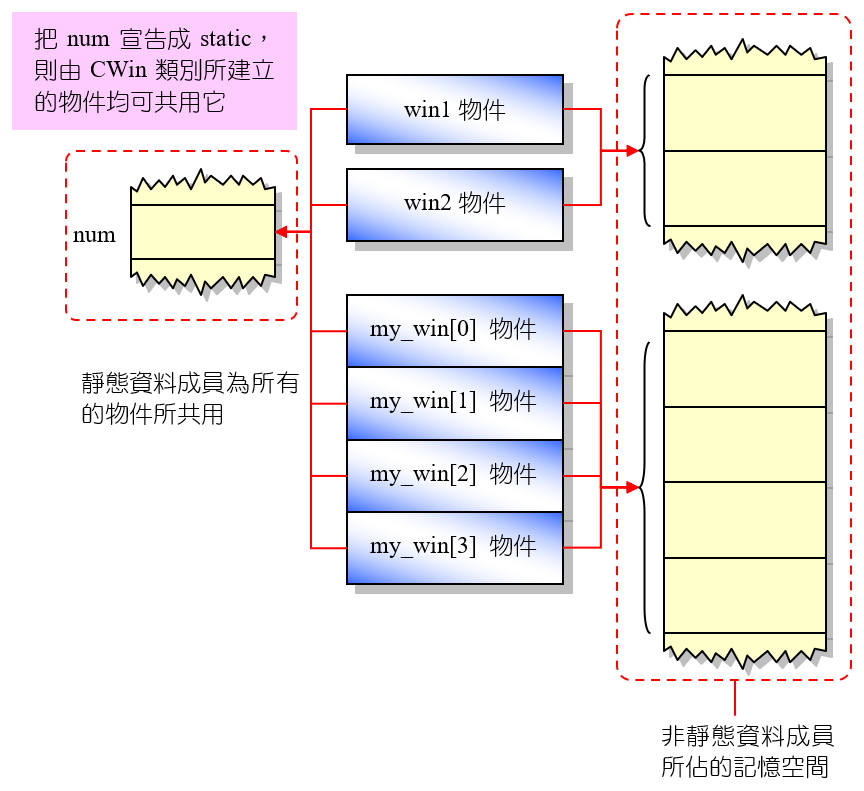 把 num 宣告成 static，
則由 CWin 類別所建立
的物件均可共用它
num
靜態資料成員為所有
的物件所共用
win1 物件
win2 物件
my_win[0] 物件
my_win[1] 物件
my_win[2] 物件
my_win[3] 物件
非靜態資料成員
所佔的記憶空間